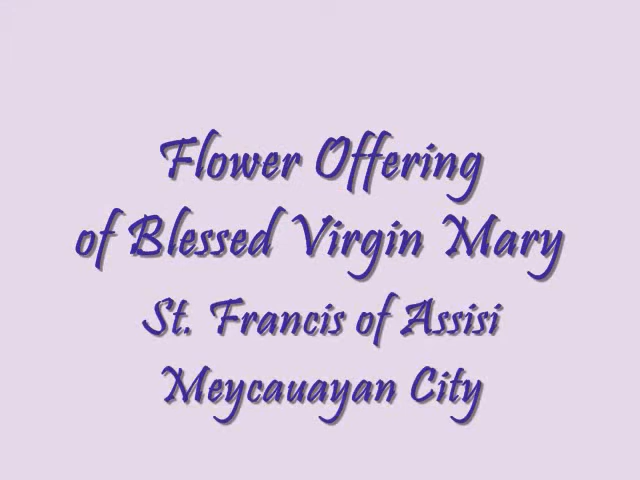 Flower Offering
of Blessed Virgin Mary
St. Francis of Assisi
Meycauayan City